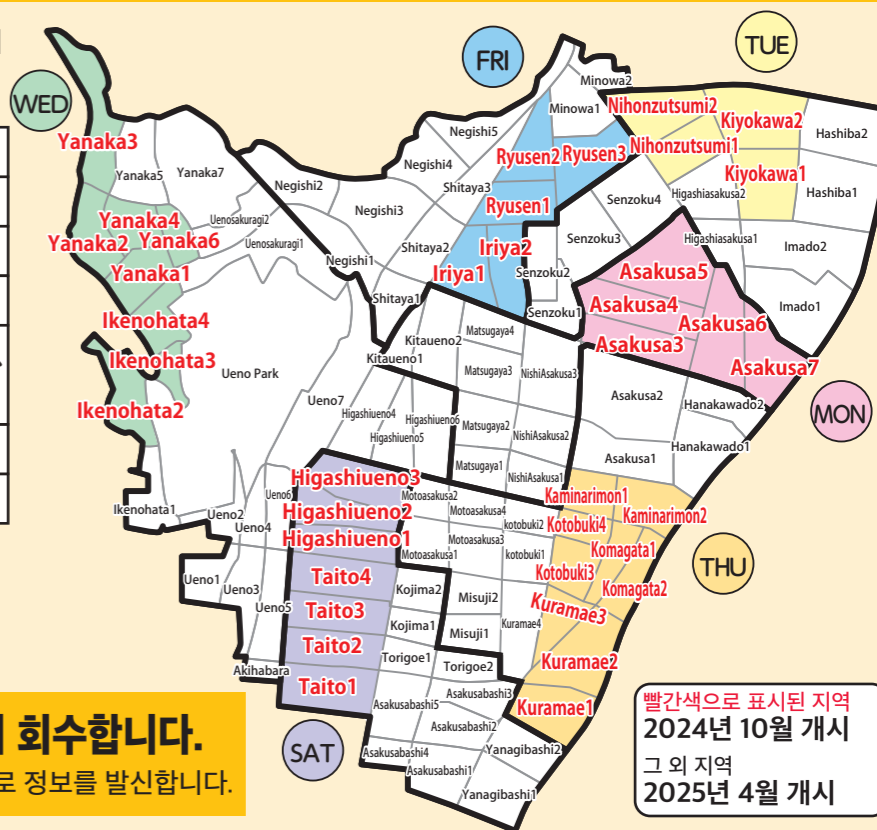 FRI
TUE
WED
Minowa2
Minowa1
Nihonzutsumi2
Kiyokawa2
Hashiba2
Negishi5
Yanaka3
Negishi4
Ryusen2
Ryusen3
Nihonzutsumi1
Kiyokawa1
Yanaka5
Yanaka7
Negishi2
Shitaya3
Higashiasakusa2
Hashiba1
Yanaka4
Uenosakuragi2
Negishi3
Ryusen1
Senzoku4
Yanaka2
Yanaka6
Uenosakuragi1
Shitaya2
Iriya2
Senzoku3
Higashiasakusa1
Imado2
Yanaka1
Negishi1
Iriya1
Senzoku2
Asakusa5
Shitaya1
Senzoku1
Asakusa4
Imado1
Ikenohata4
Kitaueno2
Matsugaya4
Asakusa6
Ikenohata3
Kitaueno1
Asakusa3
Ueno Park
Matsugaya3
NishiAsakusa3
Asakusa7
Ikenohata2
Ueno7
Higashiueno4
Higashiueno6
Asakusa2
Hanakawado2
MON
Higashiueno5
Matsugaya2
NishiAsakusa2
Hanakawado1
Matsugaya1
Asakusa1
Higashiueno3
NishiAsakusa1
Ueno6
Motoasakusa2
Kaminarimon1
Ikenohata1
Ueno2
Higashiueno2
Motoasakusa4
kotobuki2
Kotobuki4
Kaminarimon2
Ueno4
Higashiueno1
Motoasakusa3
Motoasakusa1
kotobuki1
Komagata1
THU
Ueno1
Ueno3
Taito4
Kojima2
Misuji2
Kotobuki3
Komagata2
Ueno5
Taito3
Kojima1
Misuji1
Kuramae4
Kuramae3
Akihabara
Taito2
Torigoe1
Torigoe2
Kuramae2
Taito1
Asakusabashi5
Asakusabashi3
Kuramae1
Asakusabashi2
SAT
Asakusabashi4
Asakusabashi1
Yanagibashi2
Yanagibashi1
회수합니다.
로 정보를 발신합니다.
빨간색으로 표시된 지역
2024년 10월 개시
그 외 지역
2025년 4월 개시